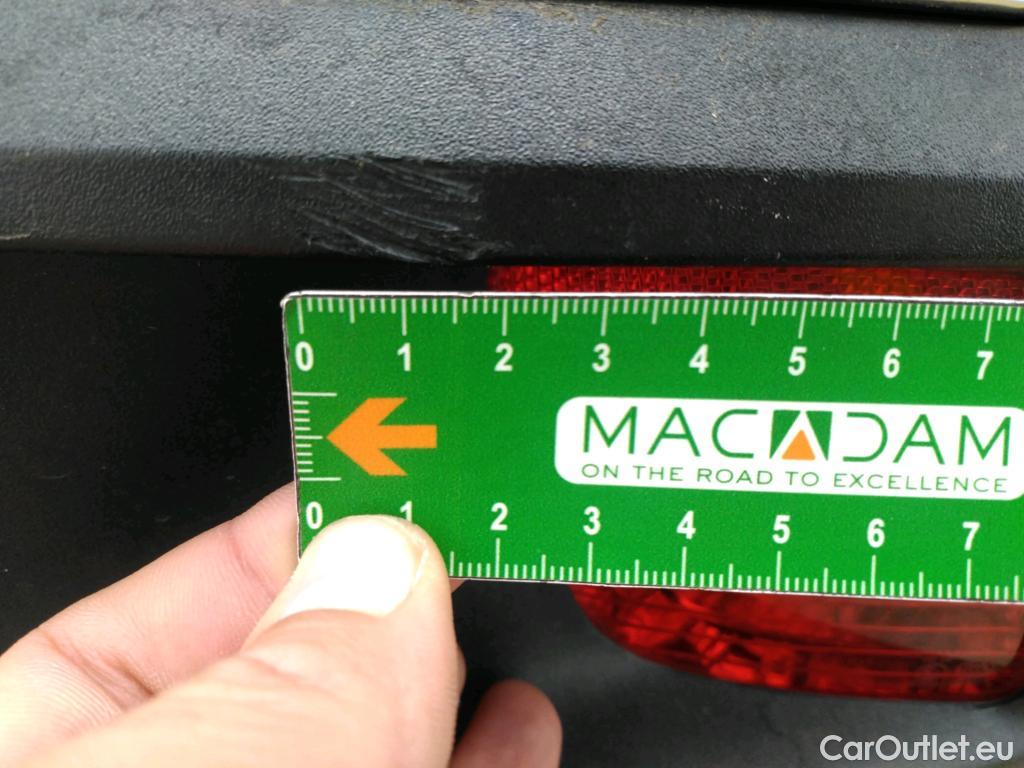 0 1 2 3 4 5 6 7
MACADAM
ON THE ROAD TO EXCELLENCE
0 1 2 3 4 5 6 7
CarOutlet.eu